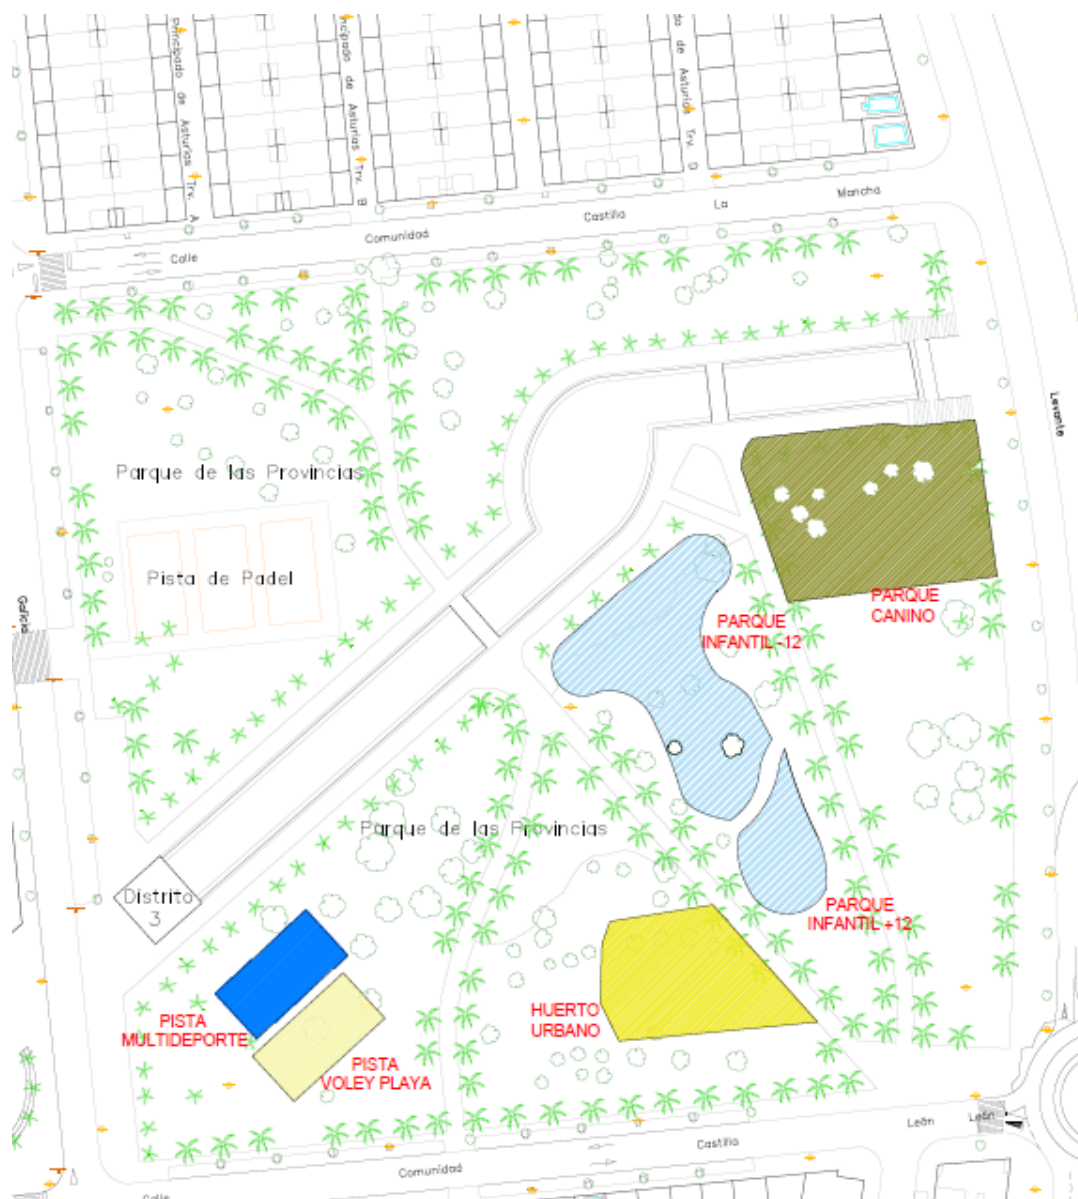 Principado de Asturias Trv. A
ncipado de Asturias Trv. B
do de Asturias Trv. D
Calle Comunidad Castilla La Mancha
Levante
Parque de las Provincias
Pista de Padel
Galicia
PARQUE
CANINO
PARQUE
INFANTIL -12
Parque de las Provincias
Distrito
3
PARQUE
INFANTIL +12
PISTA
MULTIDEPORTE
HUERTO
URBANO
PISTA
VOLEY PLAYA
Calle Comunidad Castilla León
León